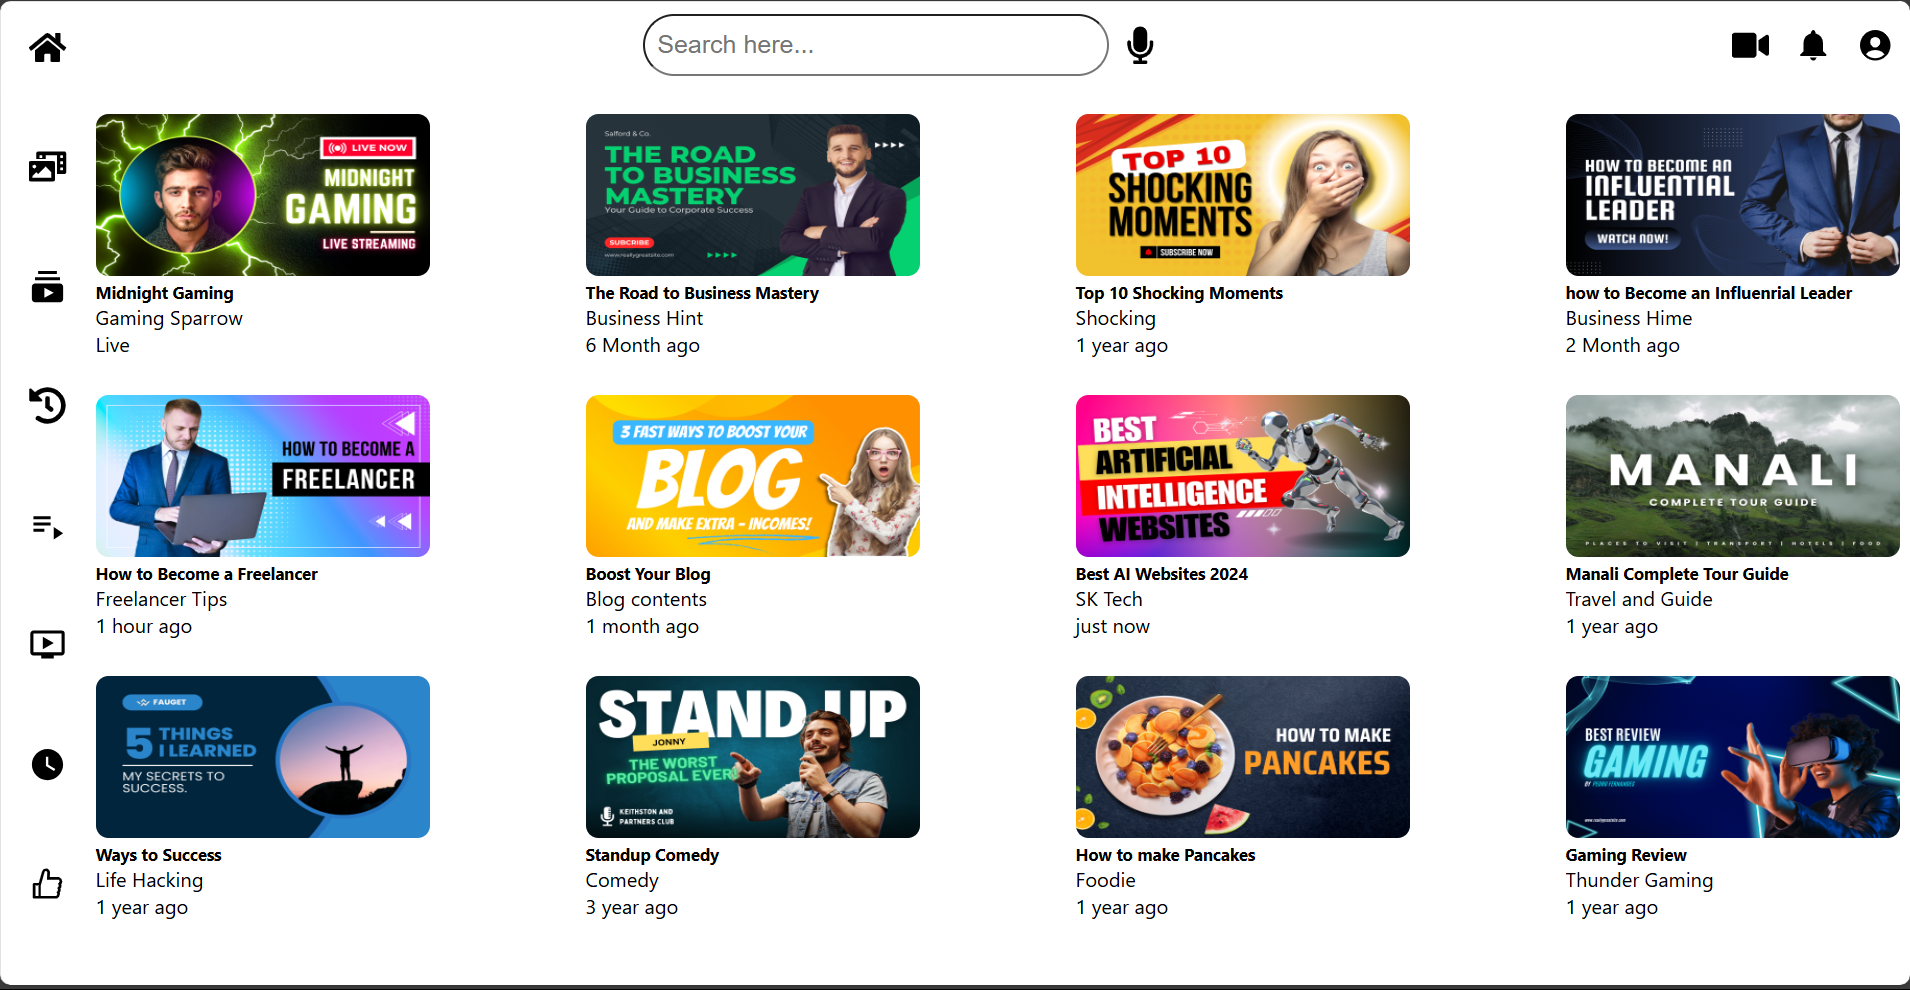 Search here...
LIVE NOW
MIDNIGHT
GAMING
LIVE STREAMING
Midnight Gaming
Gaming Sparrow
Live
Salford & Co.
THE ROAD
TO BUSINESS
MASTERY
Your Guide to Corporate Success
SUBCRIBE
www.reallygreatsite.com
The Road to Business Mastery
Business Hint
6 Month ago
TOP 10
SHOCKING
MOMENTS
SUBSCRIBE NOW
Top 10 Shocking Moments
Shocking
1 year ago
HOW TO BECOME AN
INFLUENTIAL
LEADER
WATCH NOW!
how to Become an Influenrial Leader
Business Hime
2 Month ago
HOW TO BECOME A
FREELANCER
How to Become a Freelancer
Freelancer Tips
1 hour ago
3 FAST WAYS TO BOOST YOUR
BLOG
AND MAKE EXTRA - INCOMES!
Boost Your Blog
Blog contents
1 month ago
BEST
ARTIFICIAL
INTELLIGENCE
WEBSITES
Best AI Websites 2024
SK Tech
just now
MANALI
COMPLETE TOUR GUIDE
PLACES TO VISIT | TRANSPORT | HOTELS | FOOD
Manali Complete Tour Guide
Travel and Guide
1 year ago
FAUGET
5 THINGS
I LEARNED
MY SECRETS TO
SUCCESS.
Ways to Success
Life Hacking
1 year ago
STAND UP
JONNY
THE WORST
PROPOSAL EVER!
KEITHSTON AND
PARTNERS CLUB
Standup Comedy
Comedy
3 year ago
HOW TO MAKE
PANCAKES
How to make Pancakes
Foodie
1 year ago
BEST REVIEW
GAMING
BY PEDRO FERNANDES
www.reallygreatsite.com
Gaming Review
Thunder Gaming
1 year ago